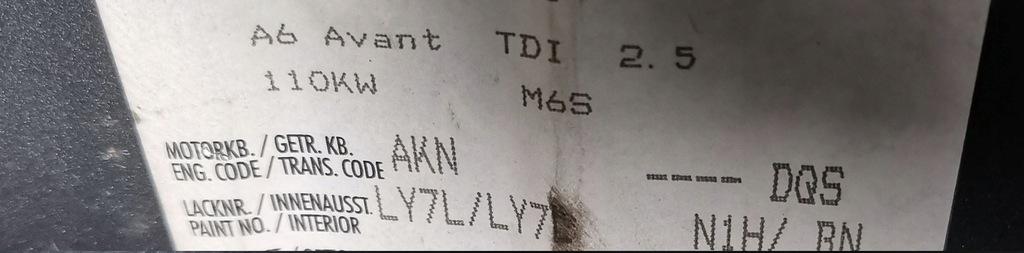 A6 Avant TDI 2.5
110KW M6S
MOTORKB. / GETR. KB.
ENG. CODE / TRANS. CODE AKN ---- DQS
LACKNR. / INNENAUSST. LY7L/LY7
PAINT NO. / INTERIOR N1H/ BN